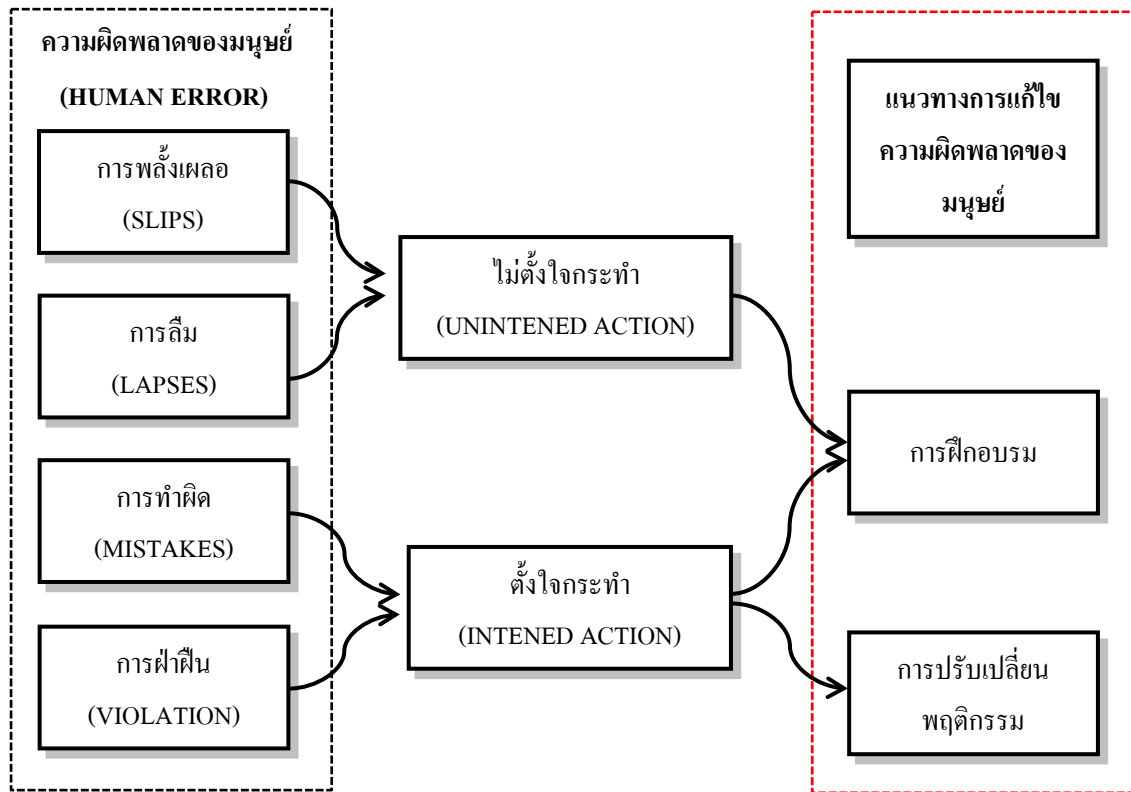 ความผิดพลาดของมนุษย์
(HUMAN ERROR)
การพลั้งเผลอ
(SLIPS)
การลืม
(LAPSES)
การทำผิด
(MISTAKES)
การฝ่าฝืน
(VIOLATION)
ไม่ตั้งใจกระทำ
(UNINTENED ACTION)
ตั้งใจกระทำ
(INTENED ACTION)
แนวทางการแก้ไข
ความผิดพลาดของ
มนุษย์
การฝึกอบรม
การปรับเปลี่ยน
พฤติกรรม